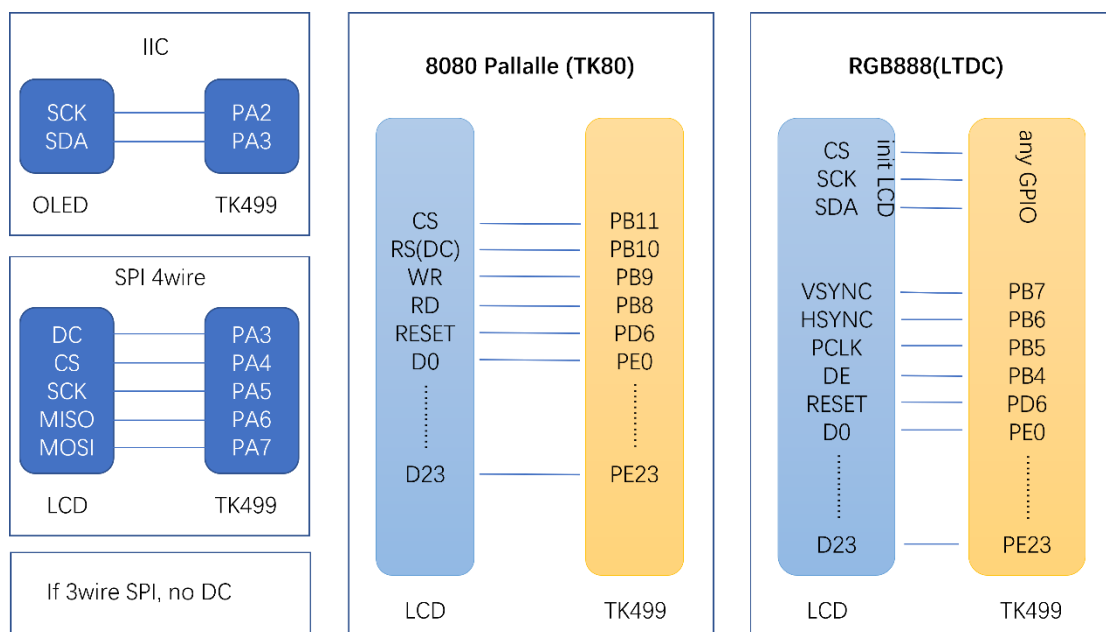 IIC
SCK PA2
SDA PA3
OLED TK499
SPI 4wire
DC PA3
CS PA4
SCK PA5
MISO PA6
MOSI PA7
LCD TK499
If 3wire SPI, no DC
8080 Pallalle (TK80)
CS PB11
RS(DC) PB10
WR PB9
RD PB8
RESET PD6
D0 PE0
D23 PE23
LCD TK499
RGB888(LTDC)
CS
SCK
SDA
init LCD
any GPIO
VSYNC PB7
HSYNC PB6
PCLK PB5
DE PB4
RESET PD6
D0 PE0
D23 PE23
LCD TK499